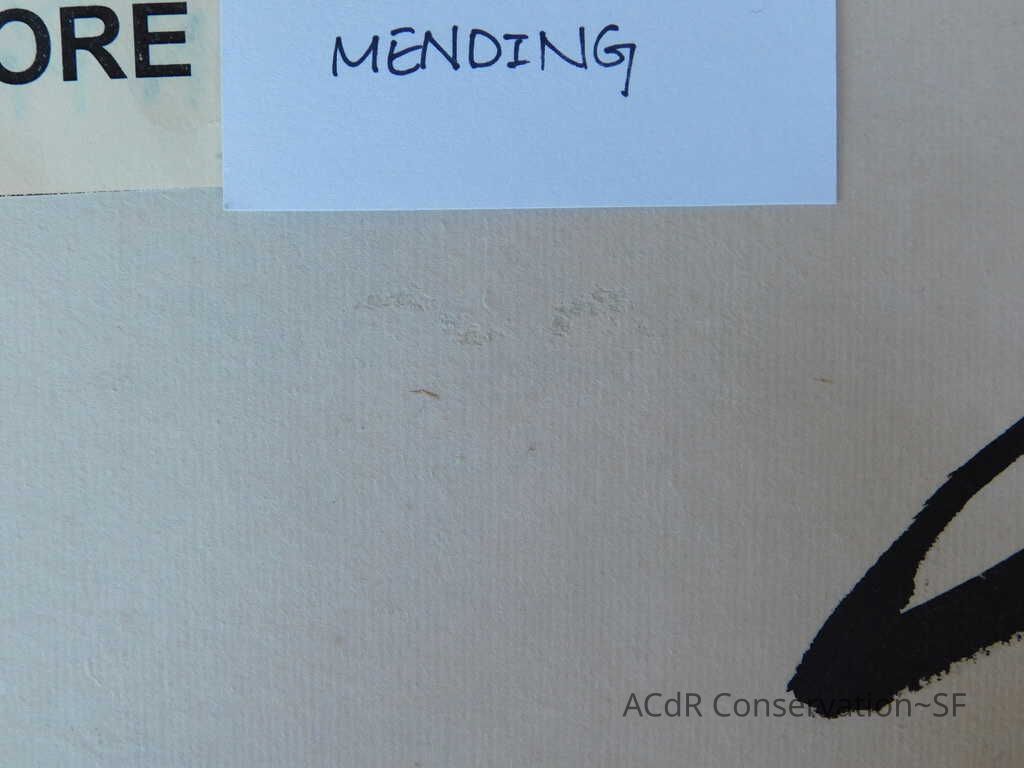 ORE
MENDING
ACdR Conservation~SF